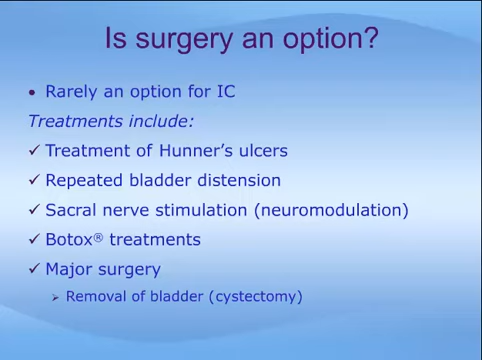 Is surgery an option?
• Rarely an option for IC
Treatments include:
✓ Treatment of Hunner's ulcers
✓ Repeated bladder distension
✓ Sacral nerve stimulation (neuromodulation)
✓ Botox® treatments
✓ Major surgery
➢ Removal of bladder (cystectomy)